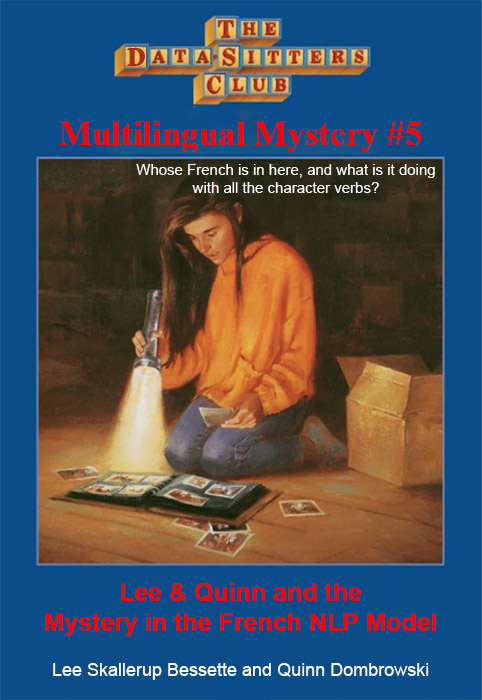 THE
DATA-SITTERS
CLUB
Multilingual Mystery #5
Whose French is in here, and what is it doing
with all the character verbs?
Lee & Quinn and the
Mystery in the French NLP Model
Lee Skallerup Bessette and Quinn Dombrowski